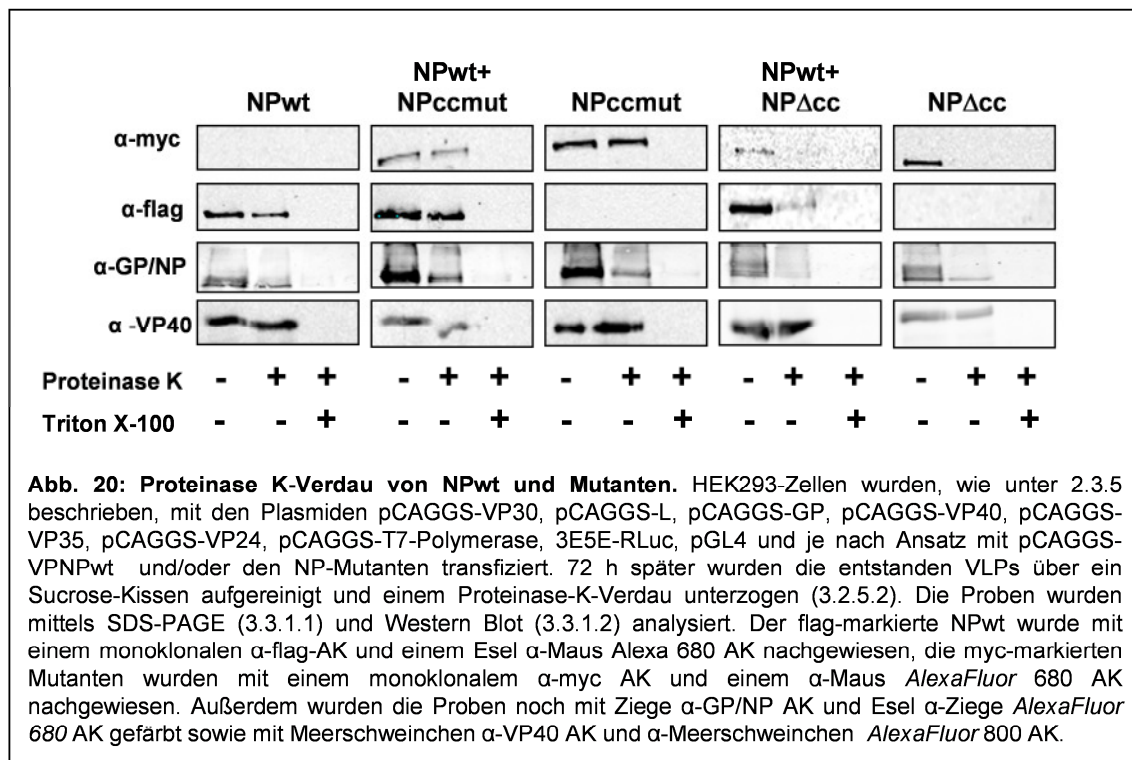 NPwt
NPwt+
NPccmut
NPccmut
NPwt+
NPΔcc
NPΔcc
α-myc
α-flag
α-GP/NP
α -VP40
Proteinase K - + + - + + - + + - + + - + +
Triton X-100 - - + - - + - - + - - + - - +
Abb. 20: Proteinase K-Verdau von NPwt und Mutanten. HEK293-Zellen wurden, wie unter 2.3.5
beschrieben, mit den Plasmiden pCAGGS-VP30, pCAGGS-L, pCAGGS-GP, pCAGGS-VP40, pCAGGS-
VP35, pCAGGS-VP24, pCAGGS-T7-Polymerase, 3E5E-RLuc, pGL4 und je nach Ansatz mit pCAGGS-
VPNPwt und/oder den NP-Mutanten transfiziert. 72 h später wurden die entstanden VLPs über ein
Sucrose-Kissen aufgereinigt und einem Proteinase-K-Verdau unterzogen (3.2.5.2). Die Proben wurden
mittels SDS-PAGE (3.3.1.1) und Western Blot (3.3.1.2) analysiert. Der flag-markierte NPwt wurde mit
einem monoklonalen α-flag-AK und einem Esel α-Maus Alexa 680 AK nachgewiesen, die myc-markierten
Mutanten wurden mit einem monoklonalem α-myc AK und einem α-Maus AlexaFluor 680 AK
nachgewiesen. Außerdem wurden die Proben noch mit Ziege α-GP/NP AK und Esel α-Ziege AlexaFluor
680 AK gefärbt sowie mit Meerschweinchen α-VP40 AK und α-Meerschweinchen AlexaFluor 800 AK.